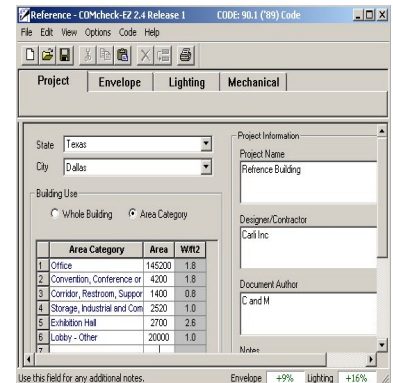 Reference - COMcheck-EZ 2.4 Release 1 CODE: 90.1 ('89) Code
File Edit View Options Code Help
Project Envelope Lighting Mechanical
State Texas
City Dallas
Building Use
Whole Building Area Category
Area Category Area W/ft2
1 Office 145200 1.8
2 Convention, Conference or 4200 1.8
3 Corridor, Restroom, Suppor 1400 0.8
4 Storage, Industrial and Com 2520 1.0
5 Exhibition Hall 2700 2.6
6 Lobby - Other 20000 1.0
7
Project Information
Project Name
Refrence Building
Designer/Contractor
Carli Inc
Document Author
C and M
Notes
Use this field for any additional notes. Envelope +9% Lighting +16%